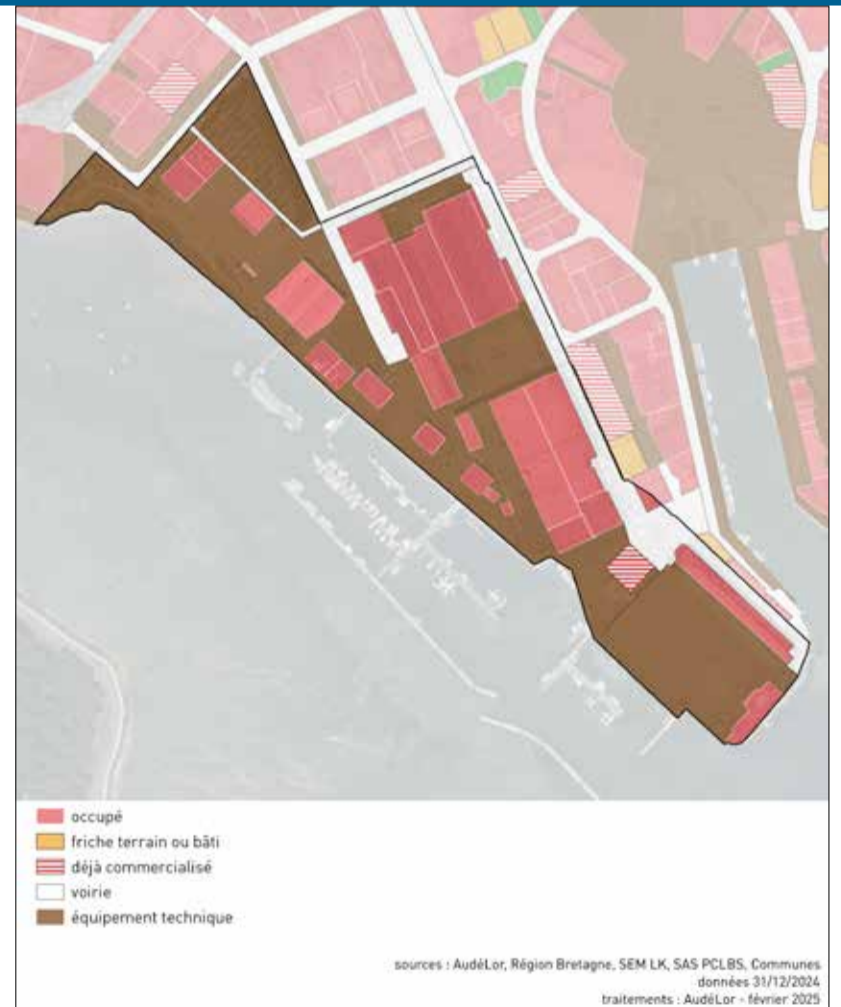 occupé
friche terrain ou bâti
déjà commercialisé
voirie
équipement technique
sources : AudéLor, Région Bretagne, SEM LK, SAS PCLBS, Communes
données 31/12/2024
traitements : AudéLor - février 2025